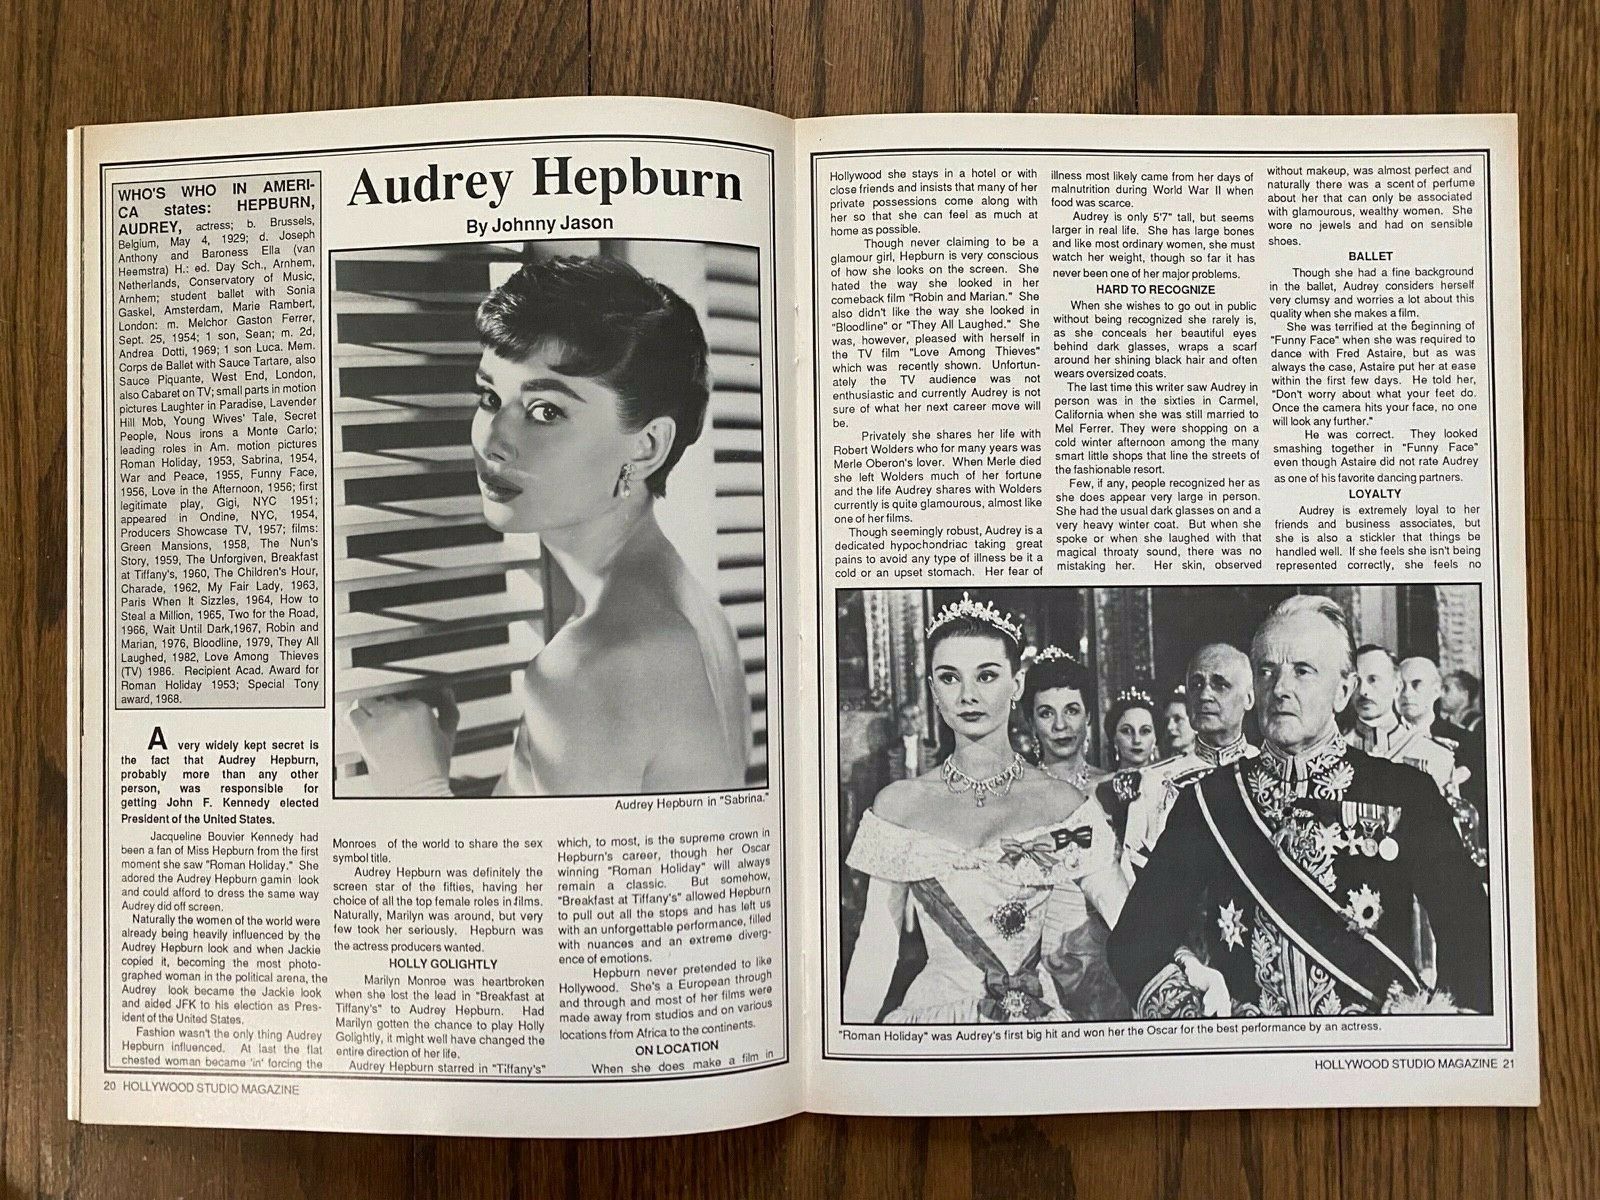 Audrey Hepburn
By Johnny Jason
WHO'S WHO IN AMERI-
CA states: HEPBURN,
AUDREY, actress; b. Brussels,
Belgium, May 4, 1929; d. Joseph
Anthony and Baroness Ella (van
Heemstra) H.: ed. Day Sch., Arnhem,
Netherlands, Conservatory of Music,
Arnhem; student ballet with Sonia
Gaskel, Amsterdam, Marie Rambert,
London: m. Melchor Gaston Ferrer,
Sept. 25, 1954; 1 son, Sean; m. 2d,
Andrea Dotti, 1969; 1 son Luca. Mem.
Corps de Ballet with Sauce Tartare, also
Sauce Piquante, West End, London,
also Cabaret on TV; small parts in motion
pictures Laughter in Paradise, Lavender
Hill Mob, Young Wives' Tale, Secret
People, Nous irons a Monte Carlo;
leading roles in Am. motion pictures
Roman Holiday, 1953, Sabrina, 1954,
War and Peace, 1955, Funny Face,
1956, Love in the Afternoon, 1956; first
legitimate play, Gigi, NYC 1951;
appeared in Ondine, NYC, 1954,
Producers Showcase TV, 1957; films:
Green Mansions, 1958, The Nun's
Story, 1959, The Unforgiven, Breakfast
at Tiffany's, 1960, The Children's Hour,
Charade, 1962, My Fair Lady, 1963,
Paris When It Sizzles, 1964, How to
Steal a Million, 1965, Two for the Road,
1966, Wait Until Dark,1967, Robin and
Marian, 1976, Bloodline, 1979, They All
Laughed, 1982, Love Among Thieves
(TV) 1986. Recipient Acad. Award for
Roman Holiday 1953; Special Tony
award, 1968.
A very widely kept secret is
the fact that Audrey Hepburn,
probably more than any other
person, was responsible for
getting John F. Kennedy elected
President of the United States.
Jacqueline Bouvier Kennedy had
been a fan of Miss Hepburn from the first
moment she saw "Roman Holiday." She
adored the Audrey Hepburn gamin look
and could afford to dress the same way
Audrey did off screen.
Naturally the women of the world were
already being heavily influenced by the
Audrey Hepburn look and when Jackie
copied it, becoming the most photo-
graphed woman in the political arena, the
Audrey look became the Jackie look
and aided JFK to his election as Pres-
ident of the United States.
Fashion wasn't the only thing Audrey
Hepburn influenced. At last the flat
chested woman became 'in' forcing the
Audrey Hepburn in "Sabrina."
Monroes of the world to share the sex
symbol title.
Audrey Hepburn was definitely the
screen star of the fifties, having her
choice of all the top female roles in films.
Naturally, Marilyn was around, but very
few took her seriously. Hepburn was
the actress producers wanted.
HOLLY GOLIGHTLY
Marilyn Monroe was heartbroken
when she lost the lead in "Breakfast at
Tiffany's" to Audrey Hepburn. Had
Marilyn gotten the chance to play Holly
Golightly, it might well have changed the
entire direction of her life.
Audrey Hepburn starred in "Tiffany's"
which, to most, is the supreme crown in
Hepburn's career, though her Oscar
winning "Roman Holiday" will always
remain a classic. But somehow,
"Breakfast at Tiffany's" allowed Hepburn
to pull out all the stops and has left us
with an unforgettable performance, filled
with nuances and an extreme diverg-
ence of emotions.
Hepburn never pretended to like
Hollywood. She's a European through
and through and most of her films were
made away from studios and on various
locations from Africa to the continents.
ON LOCATION
When she does make a film in
20 HOLLYWOOD STUDIO MAGAZINE
Hollywood she stays in a hotel or with
close friends and insists that many of her
private possessions come along with
her so that she can feel as much at
home as possible.
Though never claiming to be a
glamour girl, Hepburn is very conscious
of how she looks on the screen. She
hated the way she looked in her
comeback film "Robin and Marian." She
also didn't like the way she looked in
"Bloodline" or "They All Laughed." She
was, however, pleased with herself in
the TV film "Love Among Thieves"
which was recently shown. Unfortun-
ately the TV audience was not
enthusiastic and currently Audrey is not
sure of what her next career move will
be.
Privately she shares her life with
Robert Wolders who for many years was
Merle Oberon's lover. When Merle died
she left Wolders much of her fortune
and the life Audrey shares with Wolders
currently is quite glamourous, almost like
one of her films.
Though seemingly robust, Audrey is a
dedicated hypochondriac taking great
pains to avoid any type of illness be it a
cold or an upset stomach. Her fear of
illness most likely came from her days of
malnutrition during World War II when
food was scarce.
Audrey is only 5'7" tall, but seems
larger in real life. She has large bones
and like most ordinary women, she must
watch her weight, though so far it has
never been one of her major problems.
HARD TO RECOGNIZE
When she wishes to go out in public
without being recognized she rarely is,
as she conceals her beautiful eyes
behind dark glasses, wraps a scarf
around her shining black hair and often
wears oversized coats.
The last time this writer saw Audrey in
person was in the sixties in Carmel,
California when she was still married to
Mel Ferrer. They were shopping on a
cold winter afternoon among the many
smart little shops that line the streets of
the fashionable resort.
Few, if any, people recognized her as
she does appear very large in person.
She had the usual dark glasses on and a
very heavy winter coat. But when she
spoke or when she laughed with that
magical throaty sound, there was no
mistaking her. Her skin, observed
without makeup, was almost perfect and
naturally there was a scent of perfume
about her that can only be associated
with glamourous, wealthy women. She
wore no jewels and had on sensible
shoes.
BALLET
Though she had a fine background
in the ballet, Audrey considers herself
very clumsy and worries a lot about this
quality when she makes a film.
She was terrified at the beginning of
"Funny Face" when she was required to
dance with Fred Astaire, but as was
always the case, Astaire put her at ease
within the first few days. He told her,
"Don't worry about what your feet do.
Once the camera hits your face, no one
will look any further."
He was correct. They looked
smashing together in "Funny Face"
even though Astaire did not rate Audrey
as one of his favorite dancing partners.
LOYALTY
Audrey is extremely loyal to her
friends and business associates, but
she is also a stickler that things be
handled well. If she feels she isn't being
represented correctly, she feels no
"Roman Holiday" was Audrey's first big hit and won her the Oscar for the best performance by an actress.
HOLLYWOOD STUDIO MAGAZINE 21